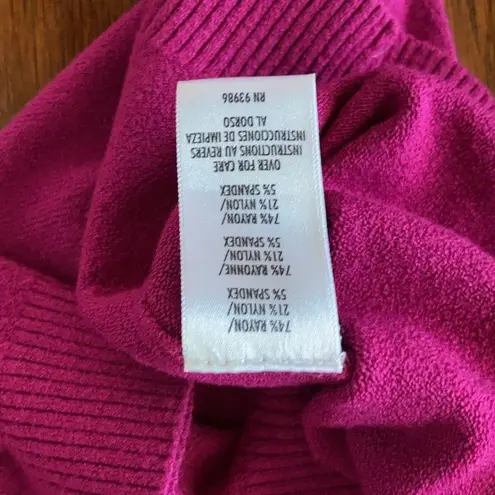 74% RAYON/
21% NYLON/
5% SPANDEX
74% RAYONNE/
21% NYLON/
5% SPANDEX
74% RAYON/
21% NYLON/
5% SPANDEX
OVER FOR CARE
INSTRUCTIONS AU REVERS
INSTRUCCIONES DE IMPIEZA
AL DORSO
RN 93986